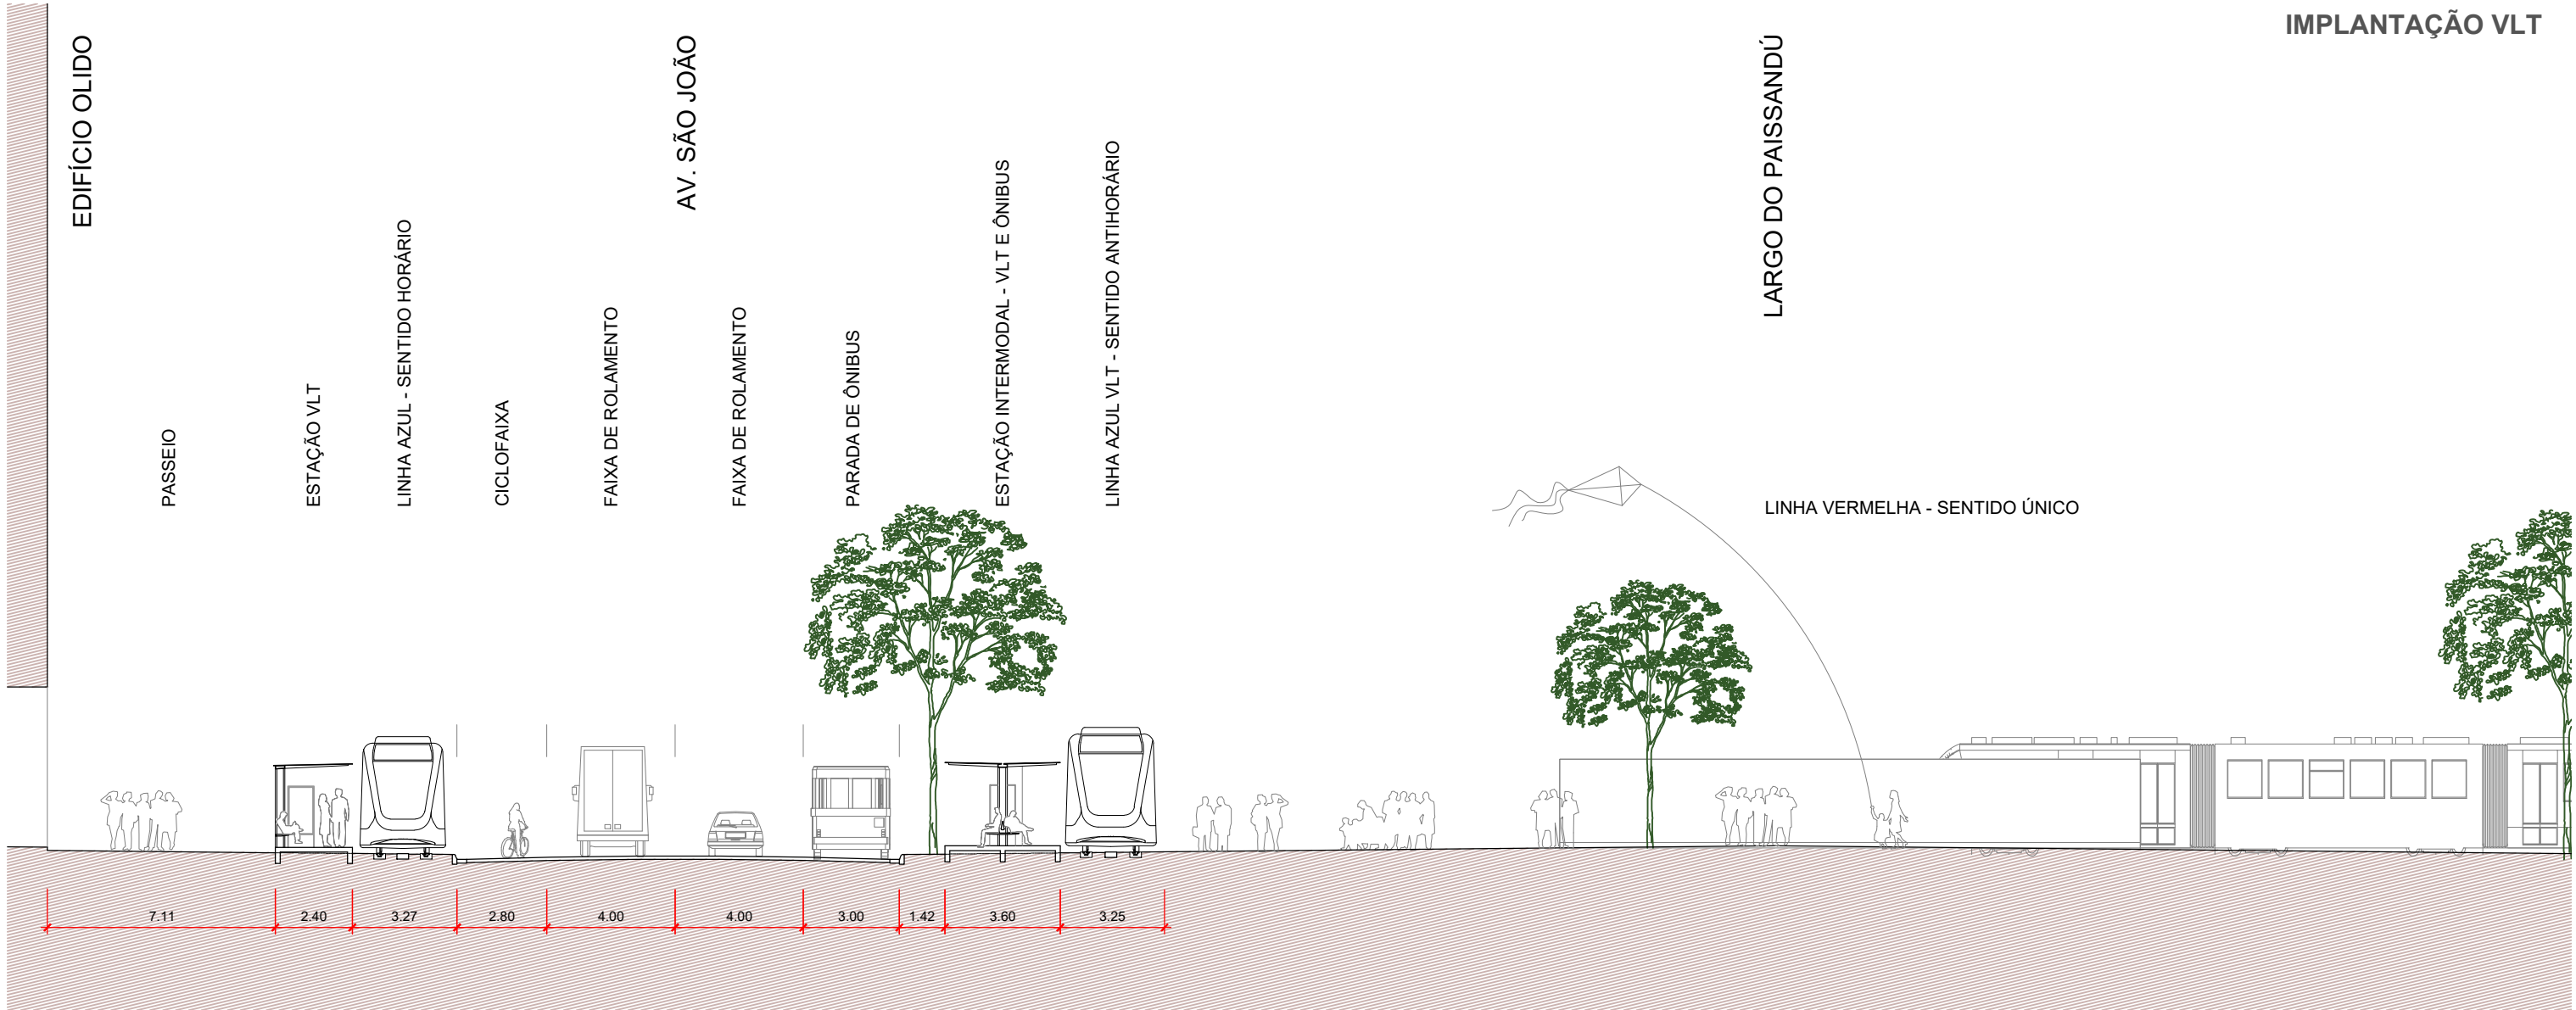 IMPLANTAÇÃO VLT
EDIFÍCIO OLIDO
AV. SÃO JOÃO
LARGO DO PAISSANDÚ
PASSEIO
ESTAÇÃO VLT
LINHA AZUL - SENTIDO HORÁRIO
CICLOFAIXA
FAIXA DE ROLAMENTO
FAIXA DE ROLAMENTO
PARADA DE ÔNIBUS
ESTAÇÃO INTERMODAL - VLT E ÔNIBUS
LINHA AZUL VLT - SENTIDO ANTIHORÁRIO
LINHA VERMELHA - SENTIDO ÚNICO
7.11
2.40
3.27
2.80
4.00
4.00
3.00
1.42
3.60
3.25